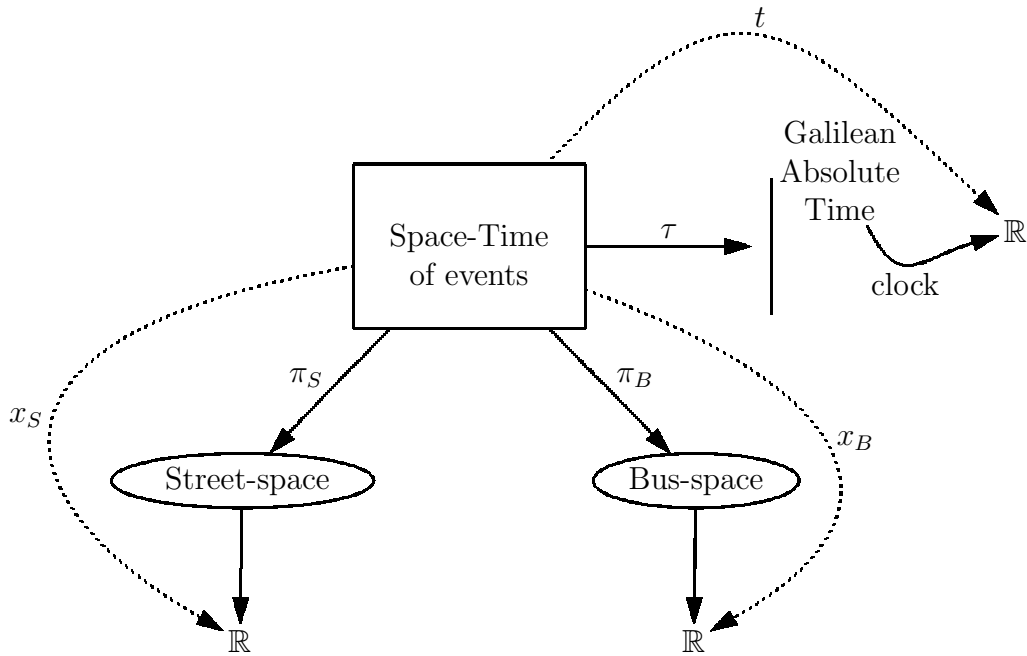 t
Galilean
Absolute
Time
ℝ
clock
Space-Time
of events
τ
π_S
π_B
x_S
x_B
Street-space
Bus-space
ℝ
ℝ